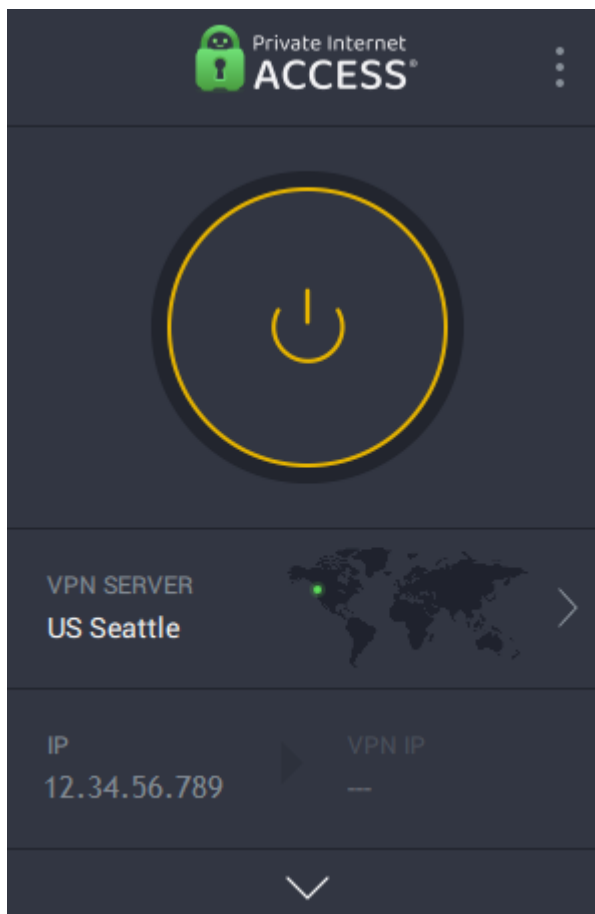 Private Internet
ACCESS®
VPN SERVER
US Seattle
IP
VPN IP
12.34.56.789
---